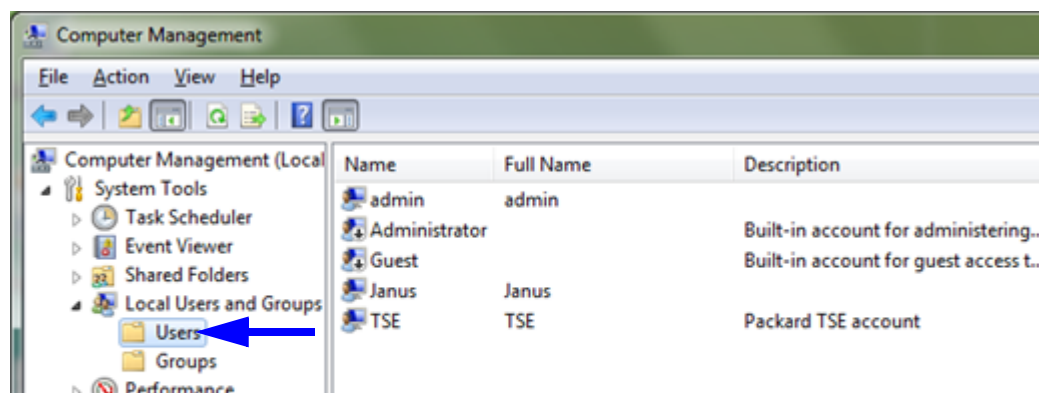 Computer Management
File Action View Help
Computer Management (Local
System Tools
Task Scheduler
Event Viewer
Shared Folders
Local Users and Groups
Users
Groups
Performance
Name Full Name Description
admin admin
Administrator Built-in account for administering...
Guest Built-in account for guest access t...
Janus Janus
TSE TSE Packard TSE account